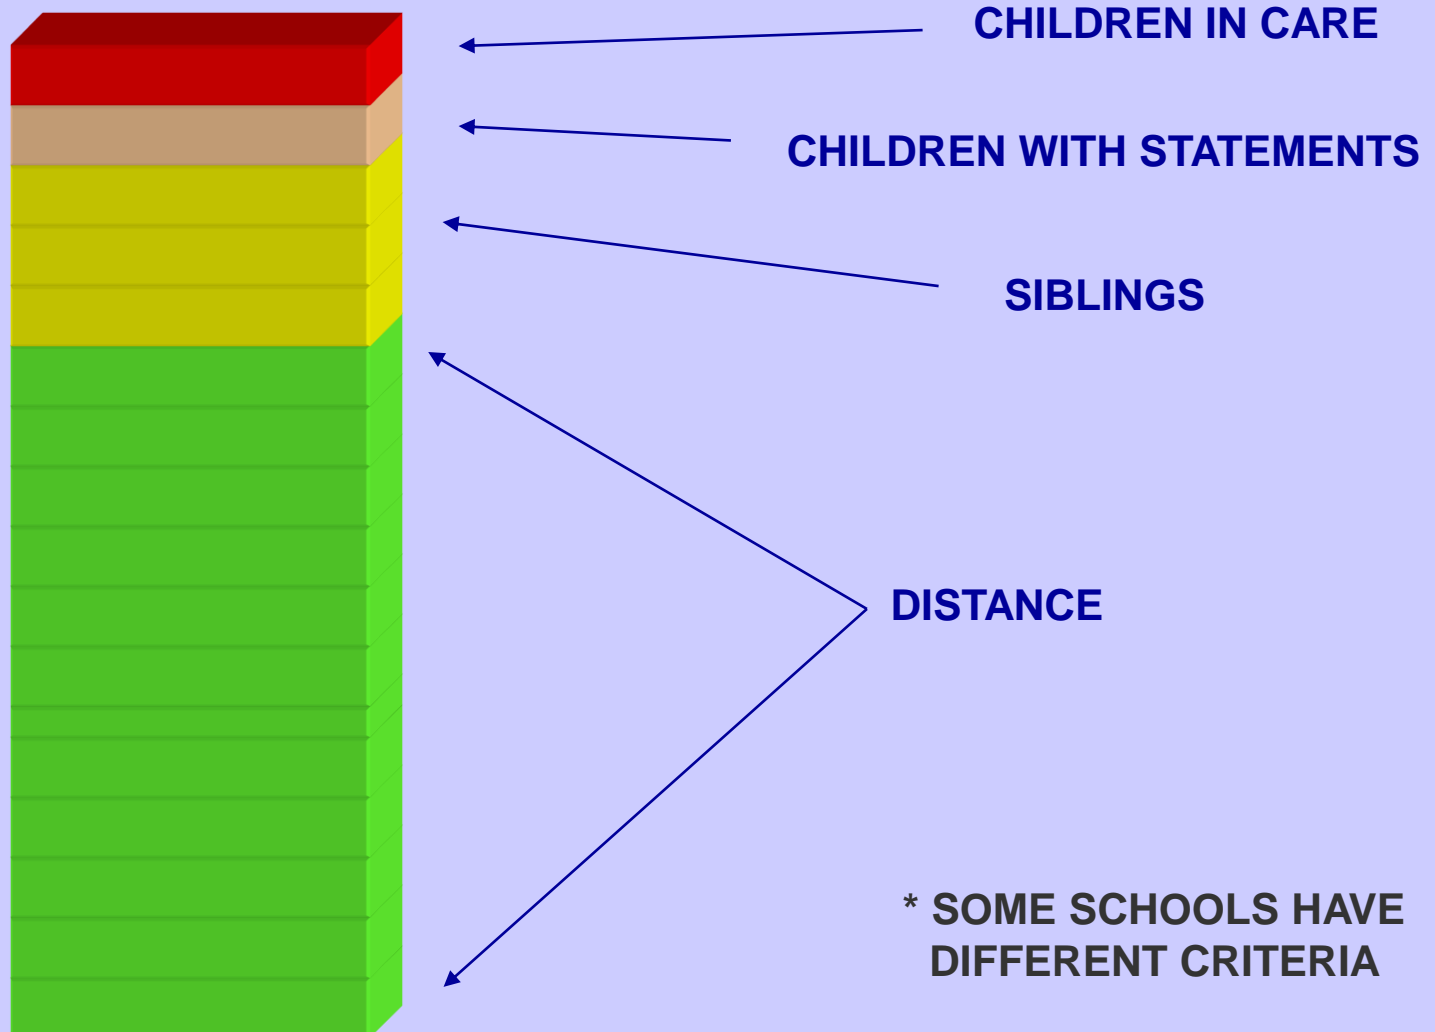 CHILDREN IN CARE
CHILDREN WITH STATEMENTS
SIBLINGS
DISTANCE
* SOME SCHOOLS HAVE
DIFFERENT CRITERIA